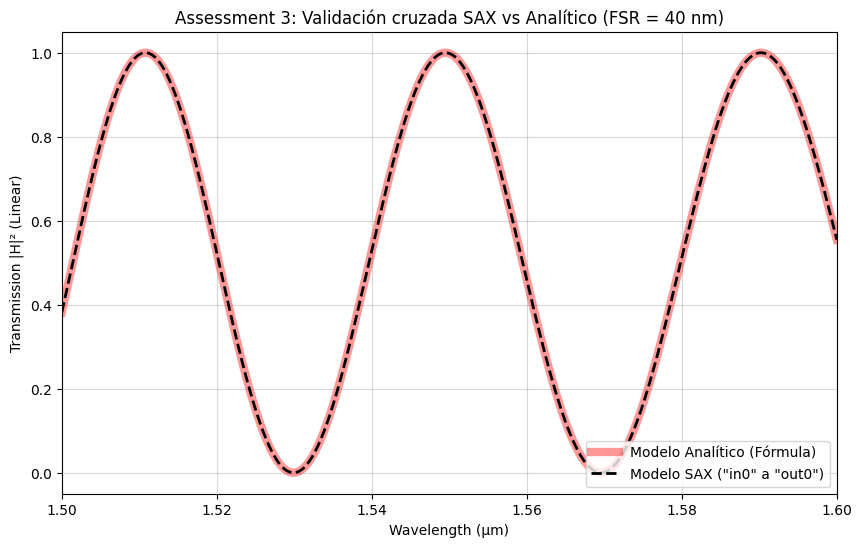 Assessment 3: Validación cruzada SAX vs Analítico (FSR = 40 nm)
Transmission |H|² (Linear)
1.0
0.8
0.6
0.4
0.2
0.0
Modelo Analítico (Fórmula)
Modelo SAX ("in0" a "out0")
1.50 1.52 1.54 1.56 1.58 1.60
Wavelength (µm)